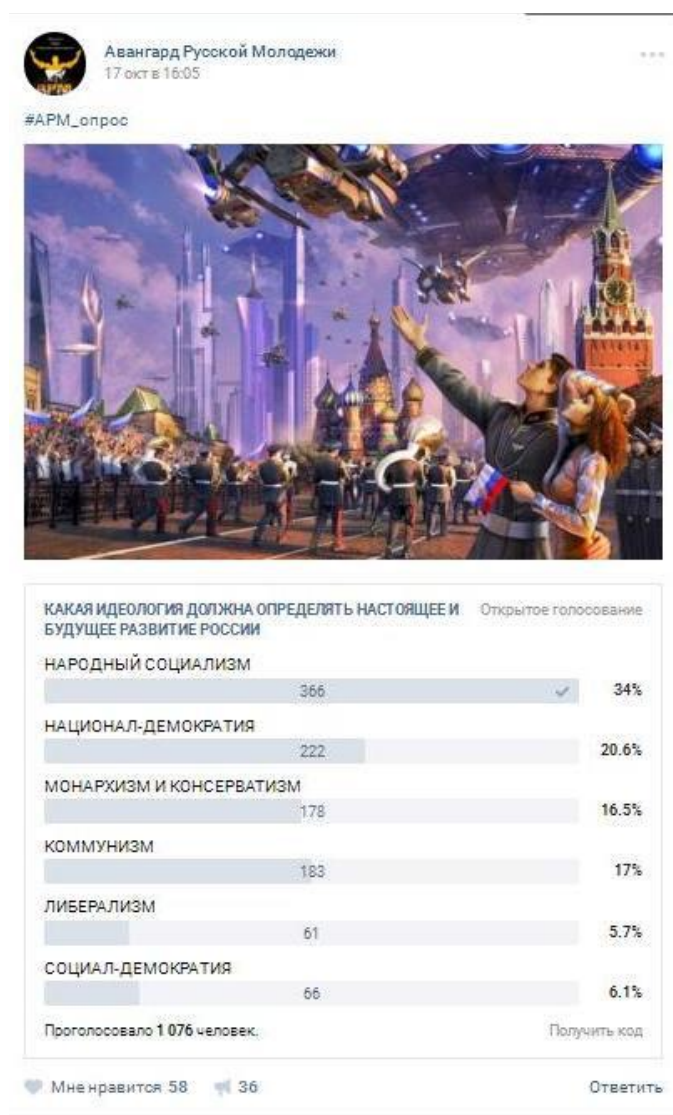 Авангард Русской Молодежи
17 окт в 16:05
АРМ
#АРМ_опрос
КАКАЯ ИДЕОЛОГИЯ ДОЛЖНА ОПРЕДЕЛЯТЬ НАСТОЯЩЕЕ И
БУДУЩЕЕ РАЗВИТИЕ РОССИИ
Открытое голосование
НАРОДНЫЙ СОЦИАЛИЗМ
366 34%
НАЦИОНАЛ-ДЕМОКРАТИЯ
222 20.6%
МОНАРХИЗМ И КОНСЕРВАТИЗМ
178 16.5%
КОММУНИЗМ
183 17%
ЛИБЕРАЛИЗМ
61 5.7%
СОЦИАЛ-ДЕМОКРАТИЯ
66 6.1%
Проголосовало 1 076 человек. Получить код
Мне нравится 58 36 Ответить